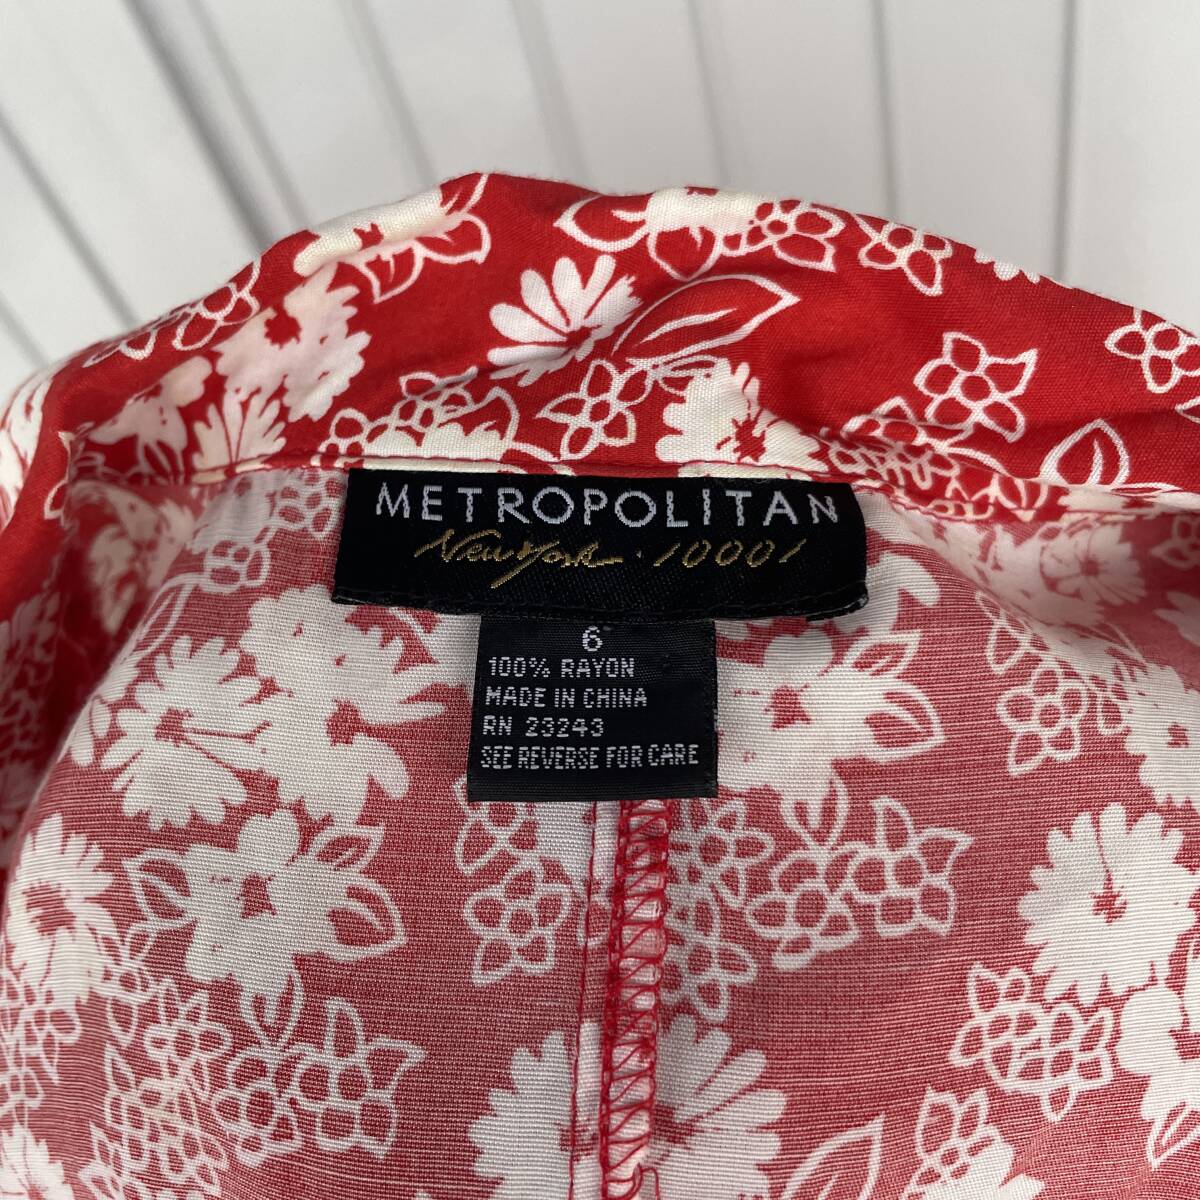 METROPOLITAN
New York · 10001
6
100% RAYON
MADE IN CHINA
RN 23243
SEE REVERSE FOR CARE